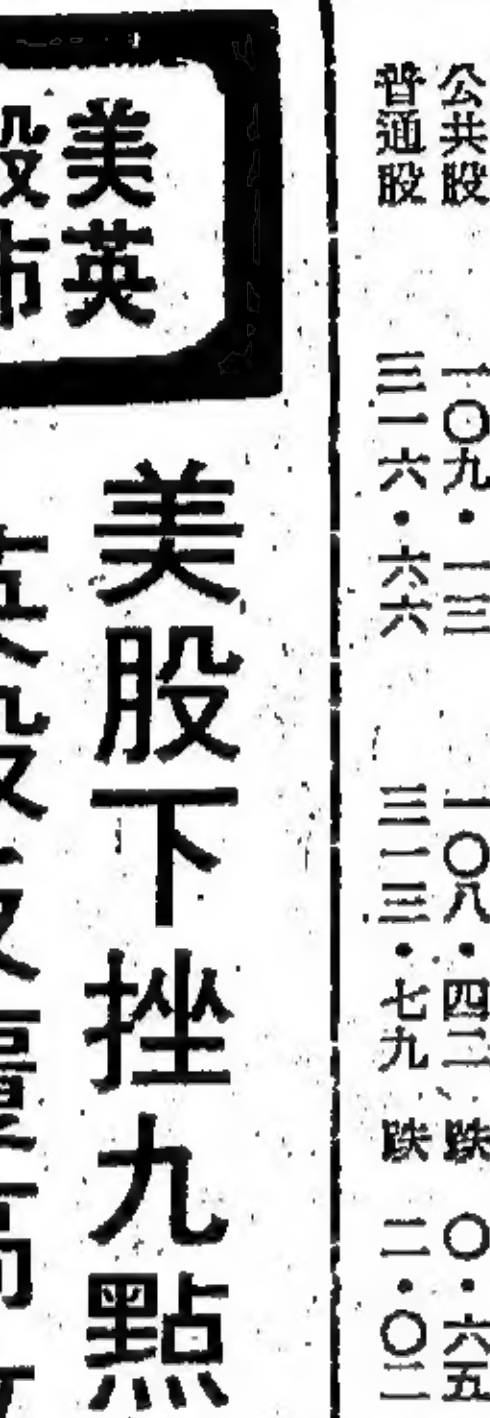 公共股 一〇九・一三 一〇八・四二 跌 〇・六五
普通股 三一六・六六 三一三・七九 跌 二・〇二
美英
股市
美股下挫九點